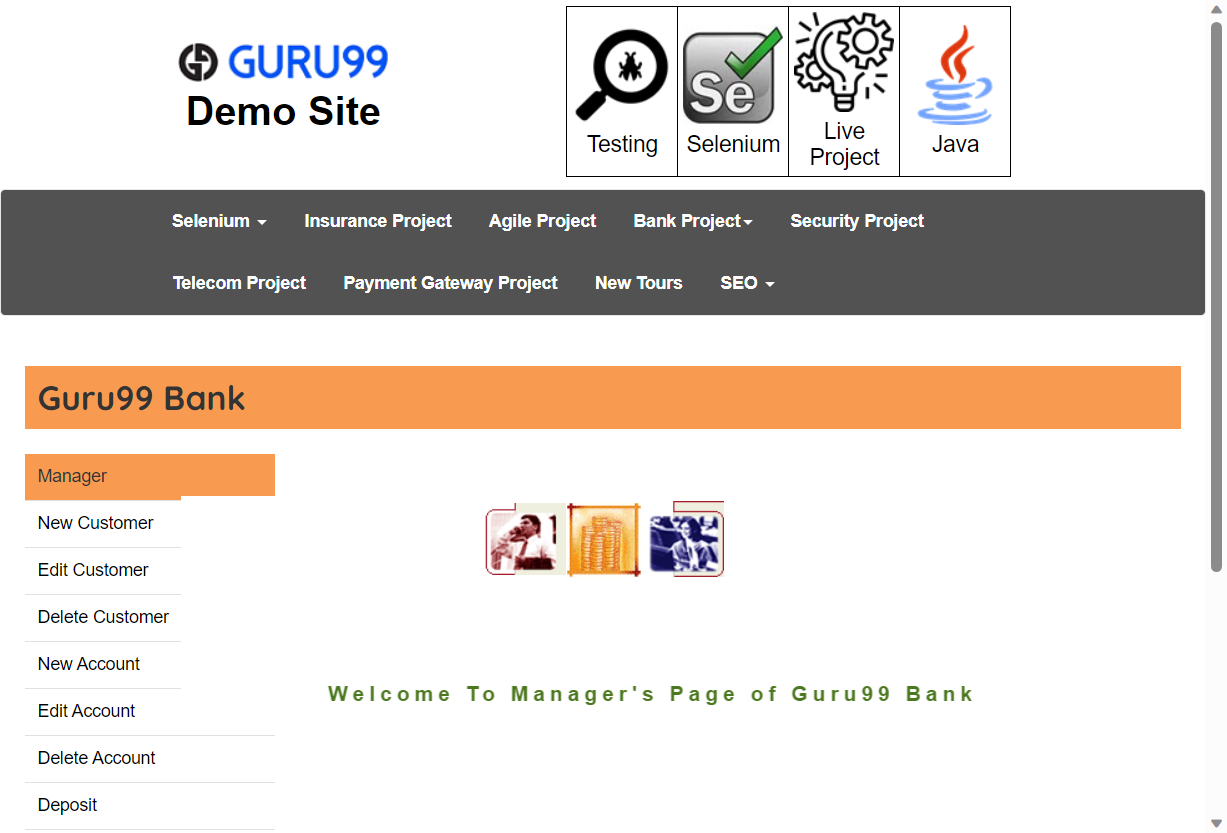 GURU99
Demo Site
Testing
Se
Selenium
Live
Project
Java
Selenium
Insurance Project
Agile Project
Bank Project
Security Project
Telecom Project
Payment Gateway Project
New Tours
SEO
Guru99 Bank
Manager
New Customer
Edit Customer
Delete Customer
New Account
Edit Account
Delete Account
Deposit
Welcome To Manager's Page of Guru99 Bank